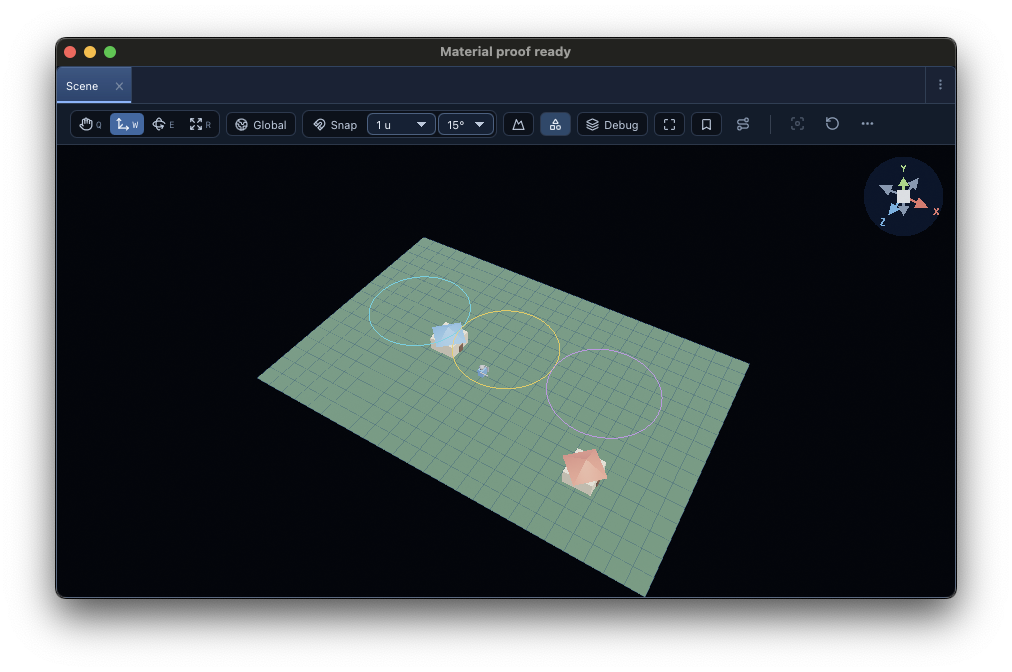 Material proof ready
Scene
Q W E R Global Snap 1 u 15° Debug
Y
X
Z